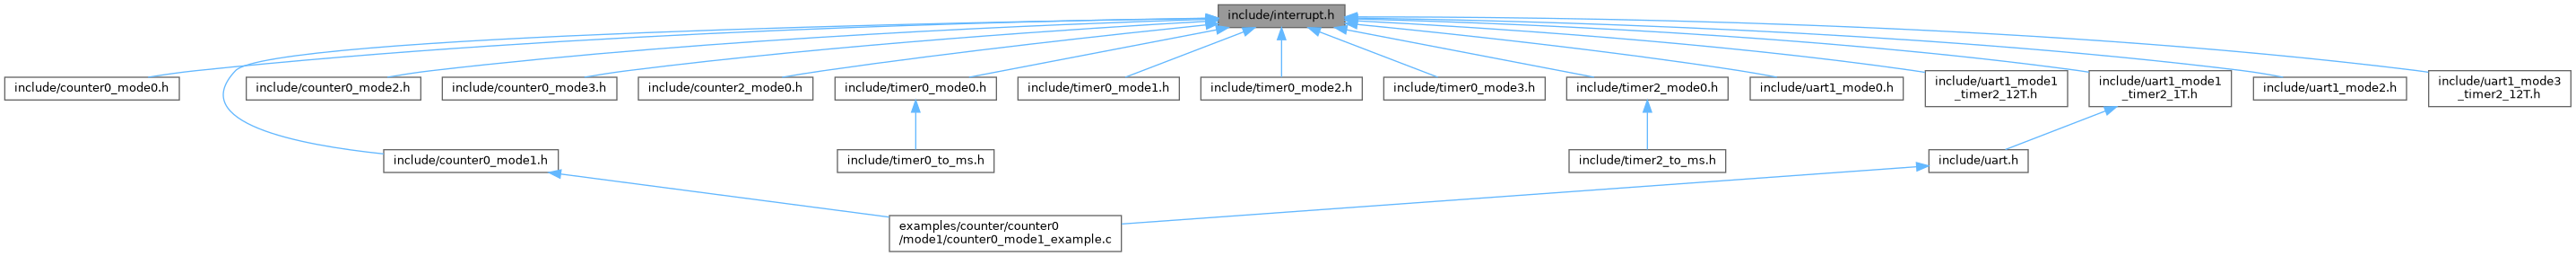 include/interrupt.h
include/counter0_mode0.h
include/counter0_mode2.h
include/counter0_mode3.h
include/counter2_mode0.h
include/timer0_mode0.h
include/timer0_mode1.h
include/timer0_mode2.h
include/timer0_mode3.h
include/timer2_mode0.h
include/uart1_mode0.h
include/uart1_mode1
_timer2_12T.h
include/uart1_mode1
_timer2_1T.h
include/uart1_mode2.h
include/uart1_mode3
_timer2_12T.h
include/counter0_mode1.h
include/timer0_to_ms.h
include/timer2_to_ms.h
include/uart.h
examples/counter/counter0
/mode1/counter0_mode1_example.c